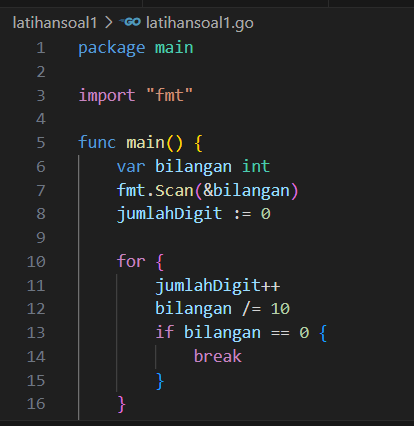 latihansoal1 > GO latihansoal1.go
1 package main
2
3 import "fmt"
4
5 func main() {
6 var bilangan int
7 fmt.Scan(&bilangan)
8 jumlahDigit := 0
9
10 for {
11 jumlahDigit++
12 bilangan /= 10
13 if bilangan == 0 {
14 break
15 }
16 }